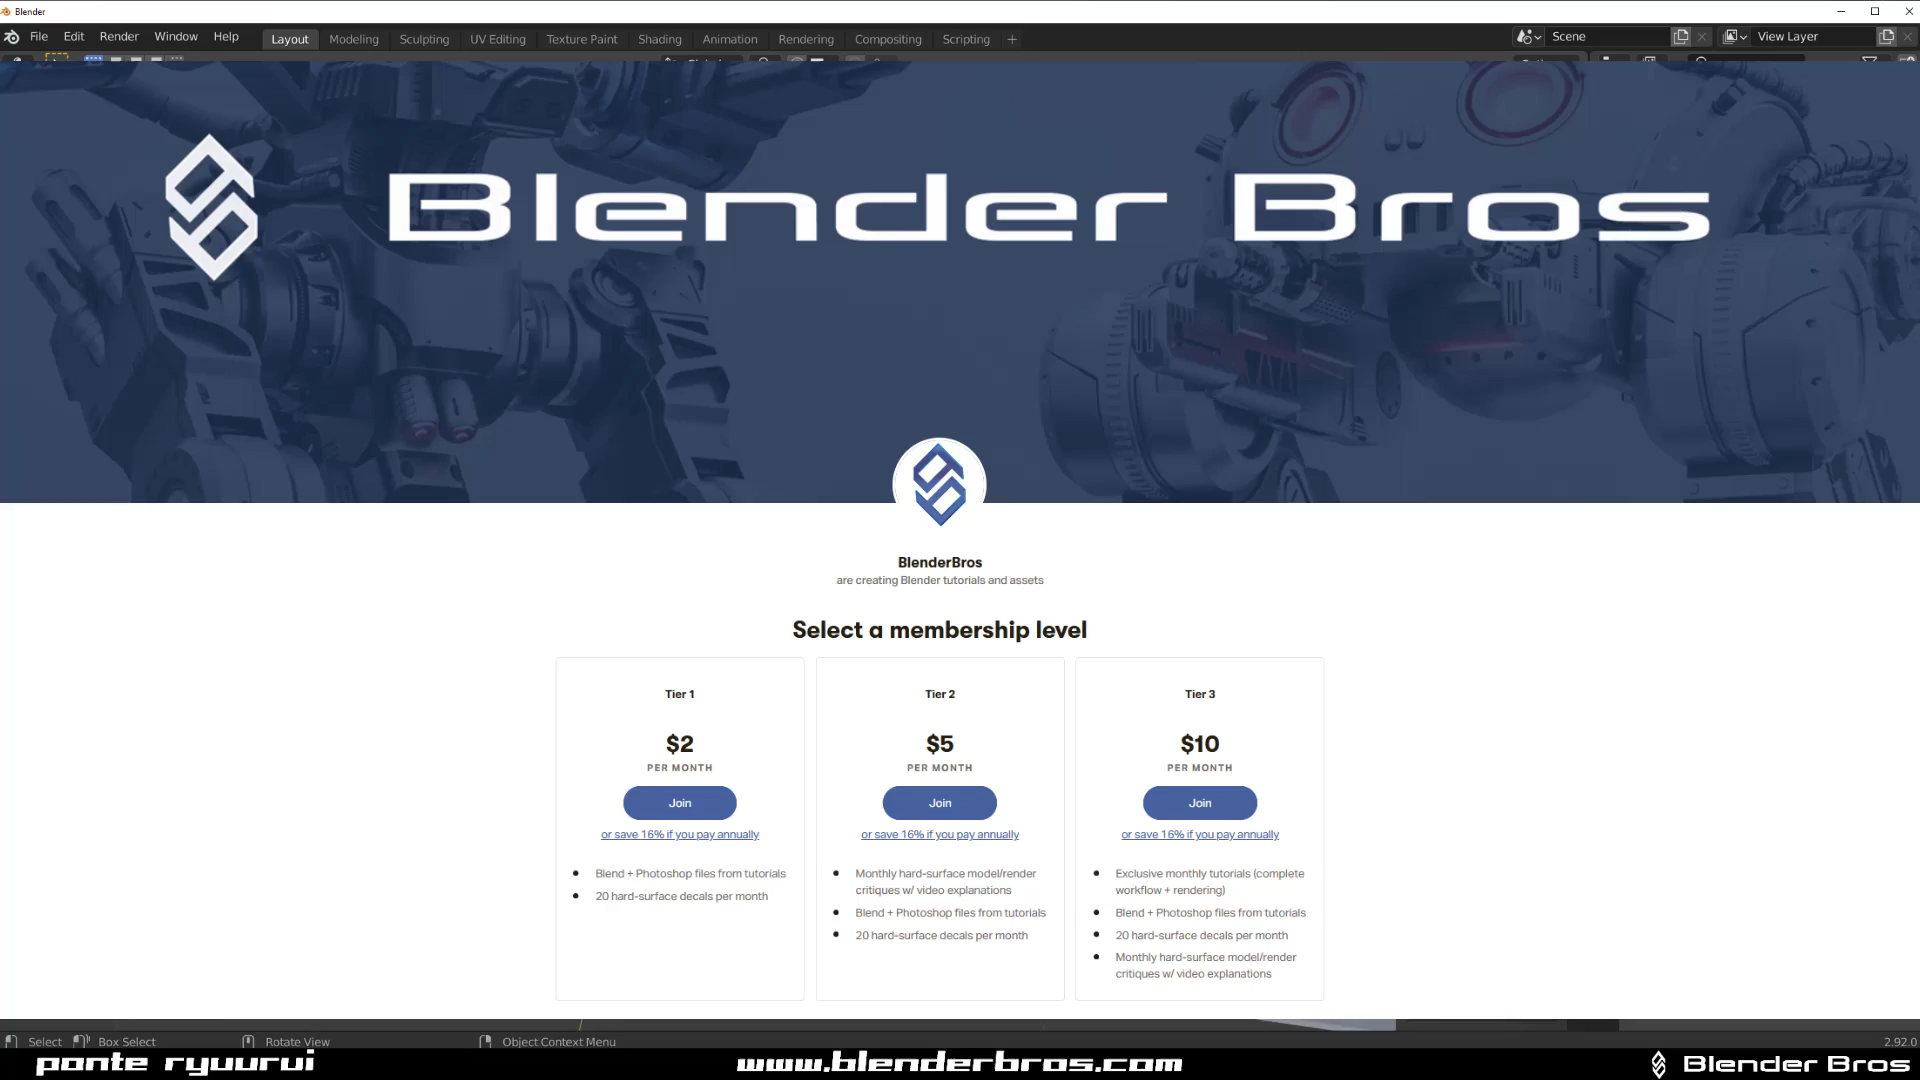 Blender
File Edit Render Window Help Layout Modeling Sculpting UV Editing Texture Paint Shading Animation Rendering Compositing Scripting + Scene View Layer
Blender Bros
BlenderBros
are creating Blender tutorials and assets
Select a membership level
Tier 1
$2
PER MONTH
Join
or save 16% if you pay annually
Blend + Photoshop files from tutorials
20 hard-surface decals per month
Tier 2
$5
PER MONTH
Join
or save 16% if you pay annually
Monthly hard-surface model/render
critiques w/ video explanations
Blend + Photoshop files from tutorials
20 hard-surface decals per month
Tier 3
$10
PER MONTH
Join
or save 16% if you pay annually
Exclusive monthly tutorials (complete
workflow + rendering)
Blend + Photoshop files from tutorials
20 hard-surface decals per month
Monthly hard-surface model/render
critiques w/ video explanations
Select Box Select Rotate View Object Context Menu 2.92.0
ponte ryuurui www.blenderbros.com Blender Bros